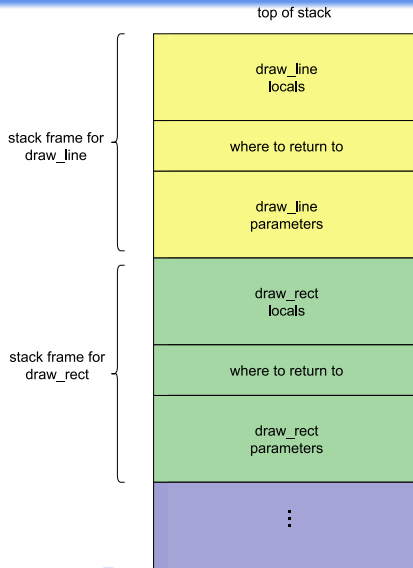 top of stack
draw_line
locals
stack frame for
draw_line
where to return to
draw_line
parameters
draw_rect
locals
stack frame for
draw_rect
where to return to
draw_rect
parameters
⋮